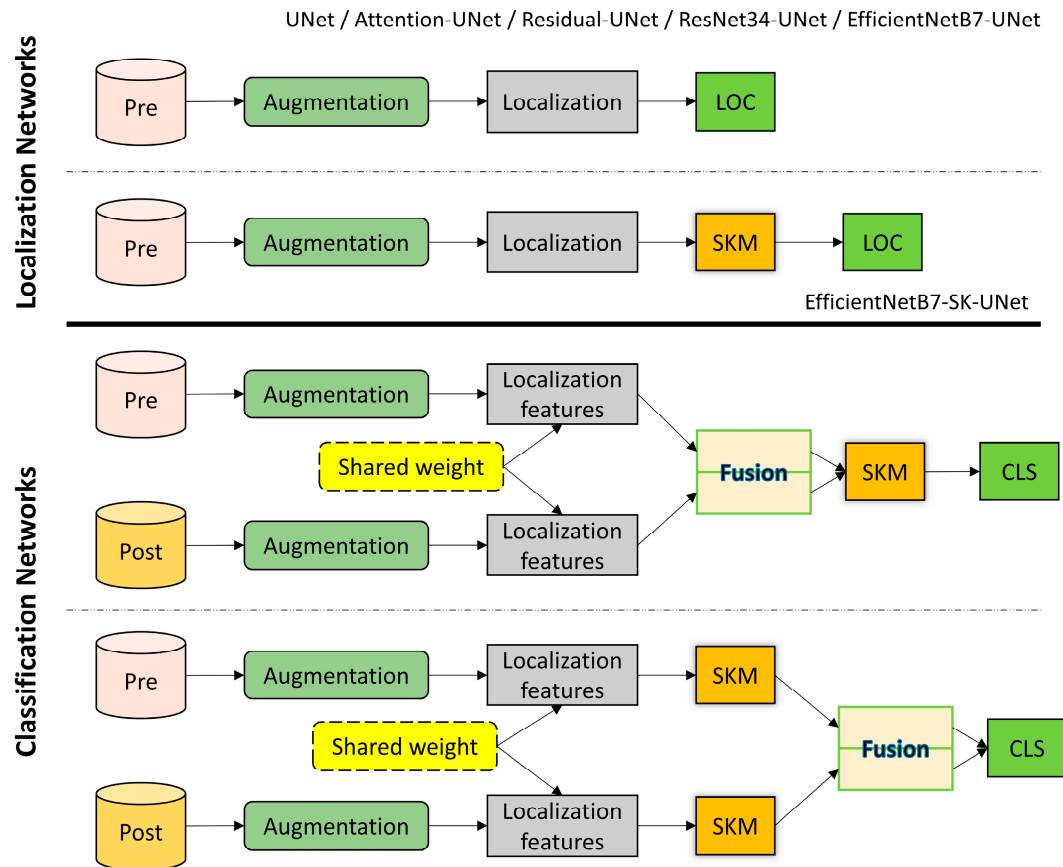 UNet / Attention-UNet / Residual-UNet / ResNet34-UNet / EfficientNetB7-UNet
Localization Networks
Pre
Augmentation
Localization
LOC
Pre
Augmentation
Localization
SKM
LOC
EfficientNetB7-SK-UNet
Classification Networks
Pre
Augmentation
Localization
features
Shared weight
Fusion
SKM
CLS
Post
Augmentation
Localization
features
Pre
Augmentation
Localization
features
SKM
Shared weight
Fusion
CLS
Post
Augmentation
Localization
features
SKM